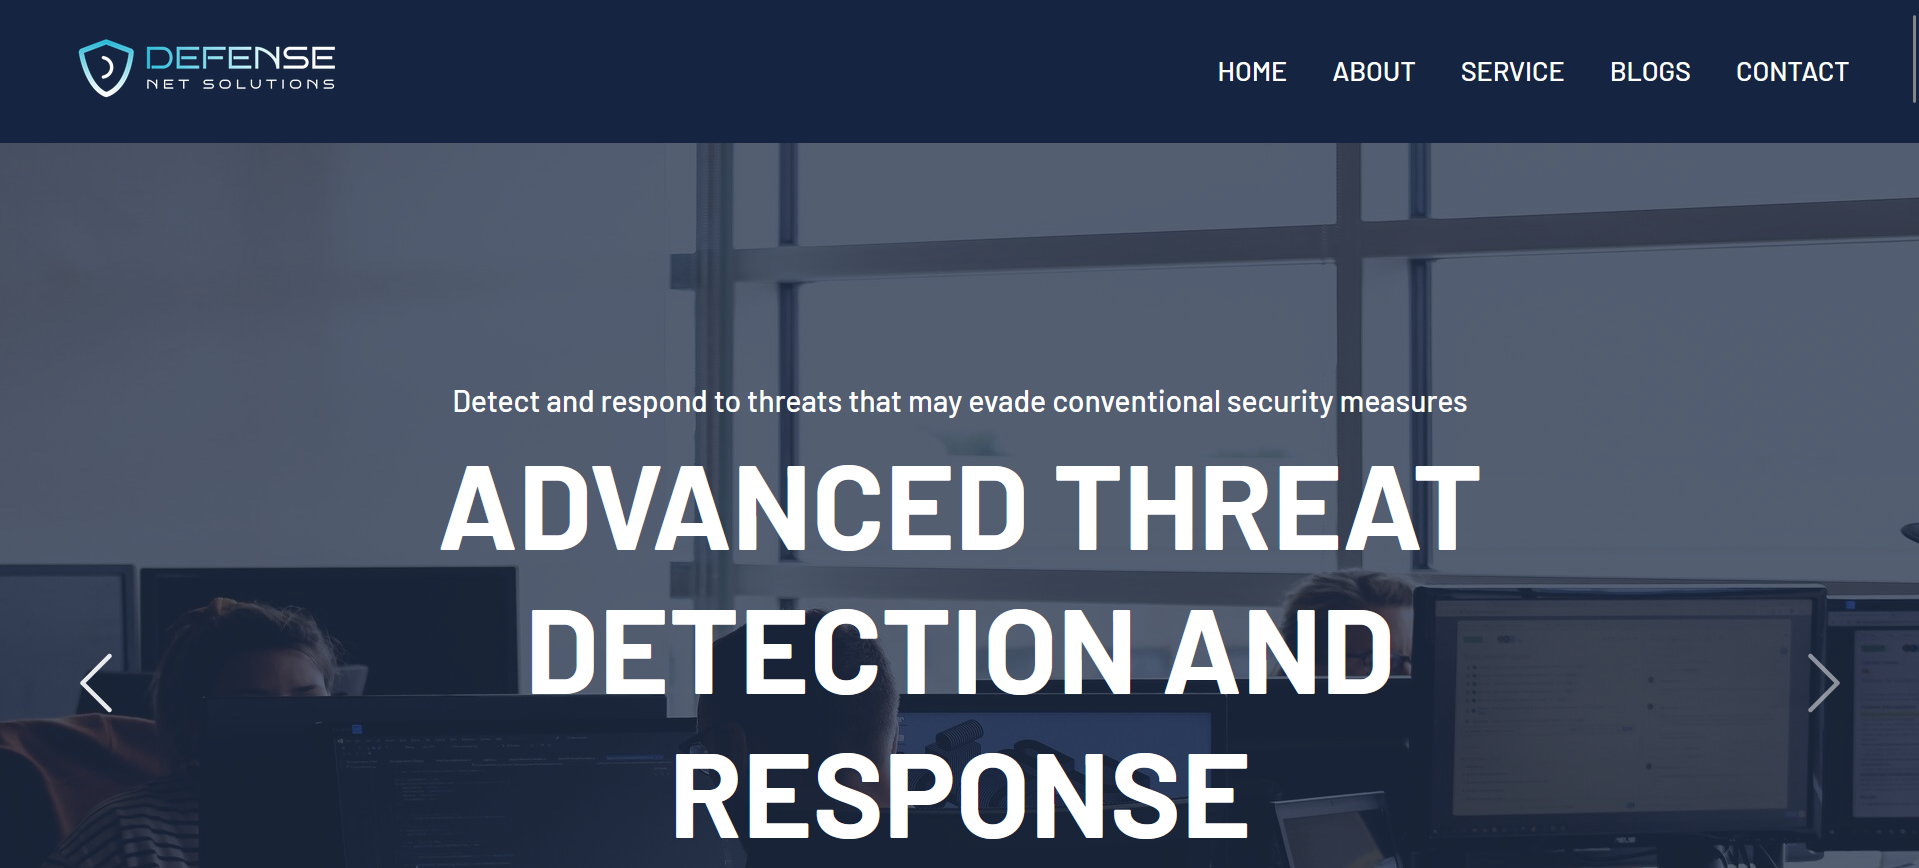 DEFENSE
NET SOLUTIONS
HOME ABOUT SERVICE BLOGS CONTACT
Detect and respond to threats that may evade conventional security measures
ADVANCED THREAT
DETECTION AND
RESPONSE